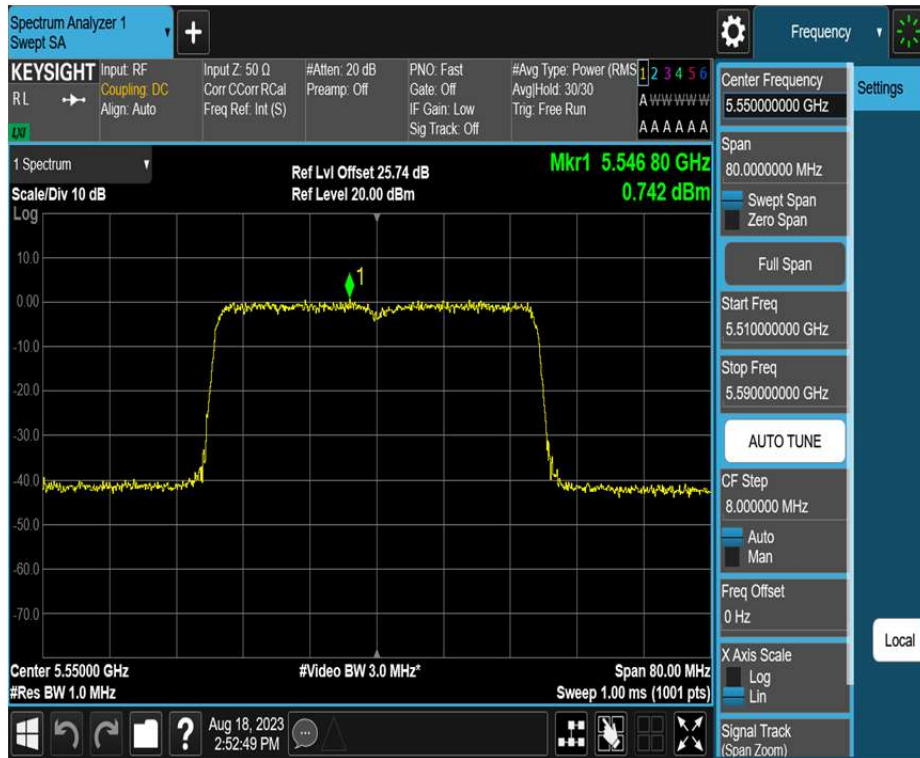 Spectrum Analyzer 1
Swept SA
+
Frequency
KEYSIGHT
RL
LXI
Input: RF
Coupling: DC
Align: Auto
Input Z: 50 Ω
Corr CCorr RCal
Freq Ref: Int (S)
#Atten: 20 dB
Preamp: Off
PNO: Fast
Gate: Off
IF Gain: Low
Sig Track: Off
#Avg Type: Power (RMS
Avg|Hold: 30/30
Trig: Free Run
1 2 3 4 5 6
A W W W W W
A A A A A A
1 Spectrum
Scale/Div 10 dB
Log
Ref Lvl Offset 25.74 dB
Ref Level 20.00 dBm
Mkr1 5.546 80 GHz
0.742 dBm
1
10.0
0.00
-10.0
-20.0
-30.0
-40.0
-50.0
-60.0
-70.0
Center 5.55000 GHz
#Res BW 1.0 MHz
#Video BW 3.0 MHz*
Span 80.00 MHz
Sweep 1.00 ms (1001 pts)
?
Aug 18, 2023
2:52:49 PM
Center Frequency
5.550000000 GHz
Span
80.0000000 MHz
Swept Span
Zero Span
Full Span
Start Freq
5.510000000 GHz
Stop Freq
5.590000000 GHz
AUTO TUNE
CF Step
8.000000 MHz
Auto
Man
Freq Offset
0 Hz
X Axis Scale
Log
Lin
Signal Track
(Span Zoom)
Settings
Local